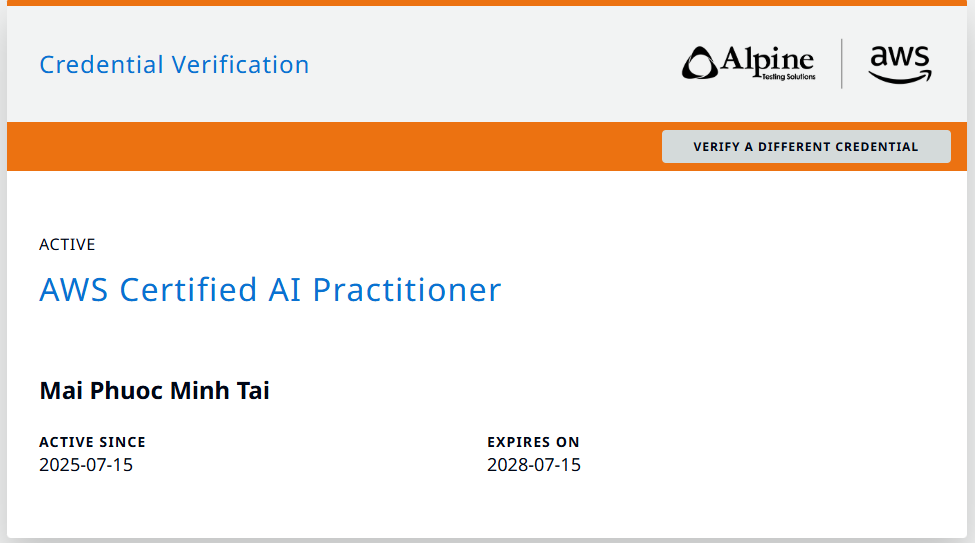 Credential Verification
Alpine
Testing Solutions
aws
VERIFY A DIFFERENT CREDENTIAL
ACTIVE
AWS Certified AI Practitioner
Mai Phuoc Minh Tai
ACTIVE SINCE
EXPIRES ON
2025-07-15
2028-07-15